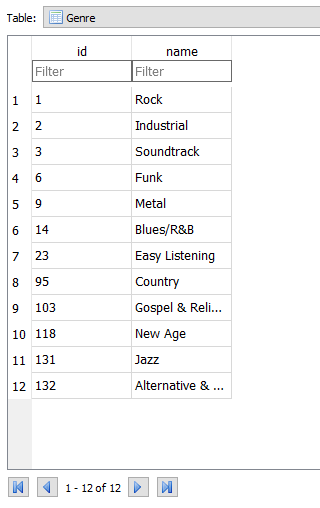 Table: Genre
id name
Filter Filter
1 1 Rock
2 2 Industrial
3 3 Soundtrack
4 6 Funk
5 9 Metal
6 14 Blues/R&B
7 23 Easy Listening
8 95 Country
9 103 Gospel & Reli...
10 118 New Age
11 131 Jazz
12 132 Alternative & ...
1 - 12 of 12